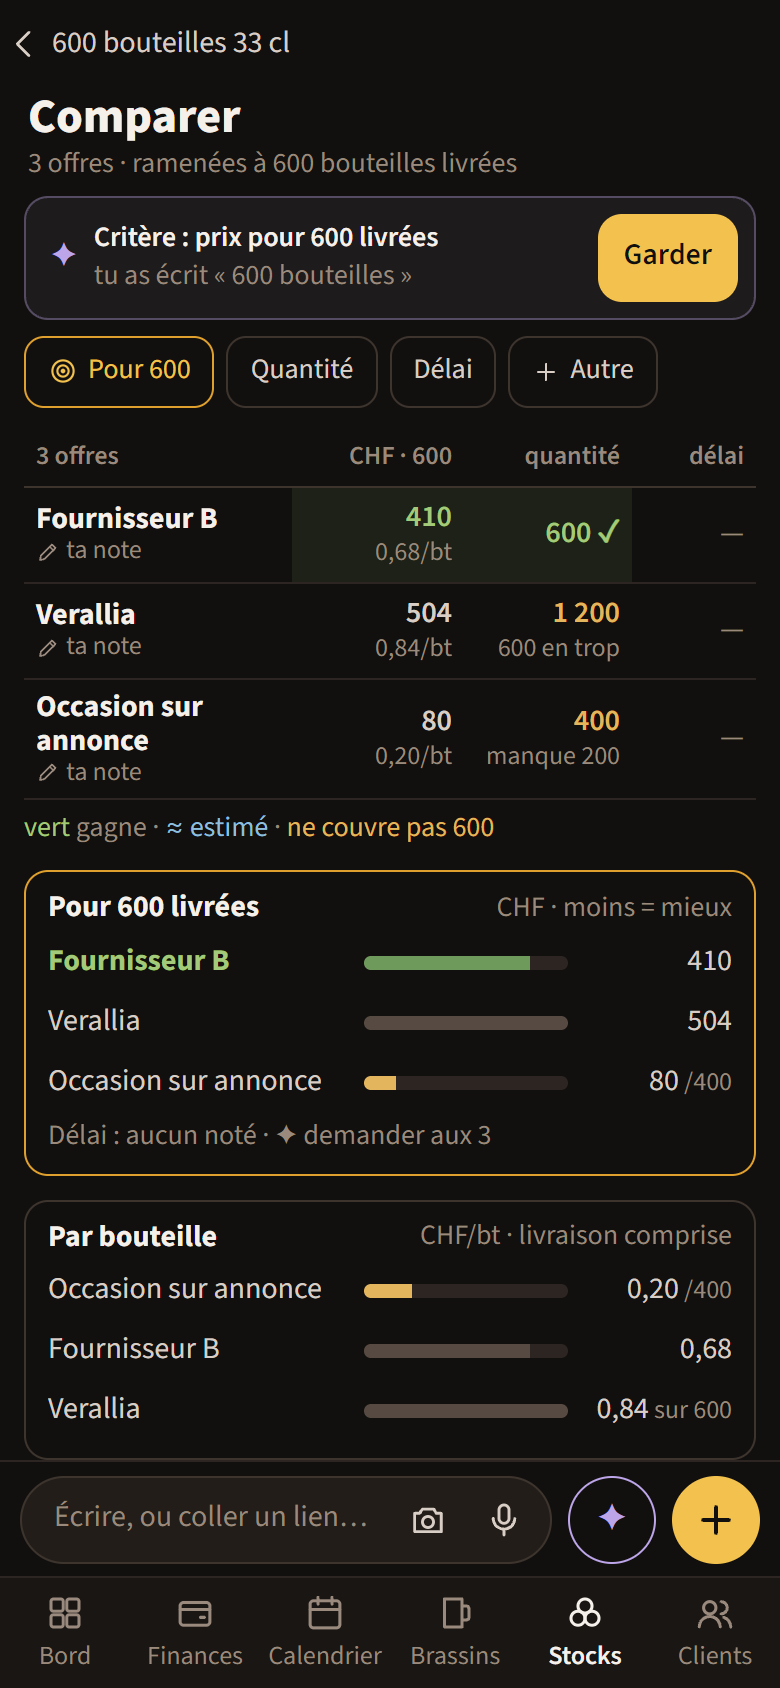 600 bouteilles 33 cl
Comparer
3 offres · ramenées à 600 bouteilles livrées
Critère : prix pour 600 livrées
tu as écrit « 600 bouteilles »
Garder
Pour 600
Quantité
Délai
Autre
3 offres CHF · 600 quantité délai
Fournisseur B 410 600 ✓ —
ta note 0,68/bt
Verallia 504 1 200 —
ta note 0,84/bt 600 en trop
Occasion sur annonce 80 400 —
ta note 0,20/bt manque 200
vert gagne · ≈ estimé · ne couvre pas 600
Pour 600 livrées CHF · moins = mieux
Fournisseur B 410
Verallia 504
Occasion sur annonce 80 /400
Délai : aucun noté · ✦ demander aux 3
Par bouteille CHF/bt · livraison comprise
Occasion sur annonce 0,20 /400
Fournisseur B 0,68
Verallia 0,84 sur 600
Écrire, ou coller un lien…
Bord Finances Calendrier Brassins Stocks Clients